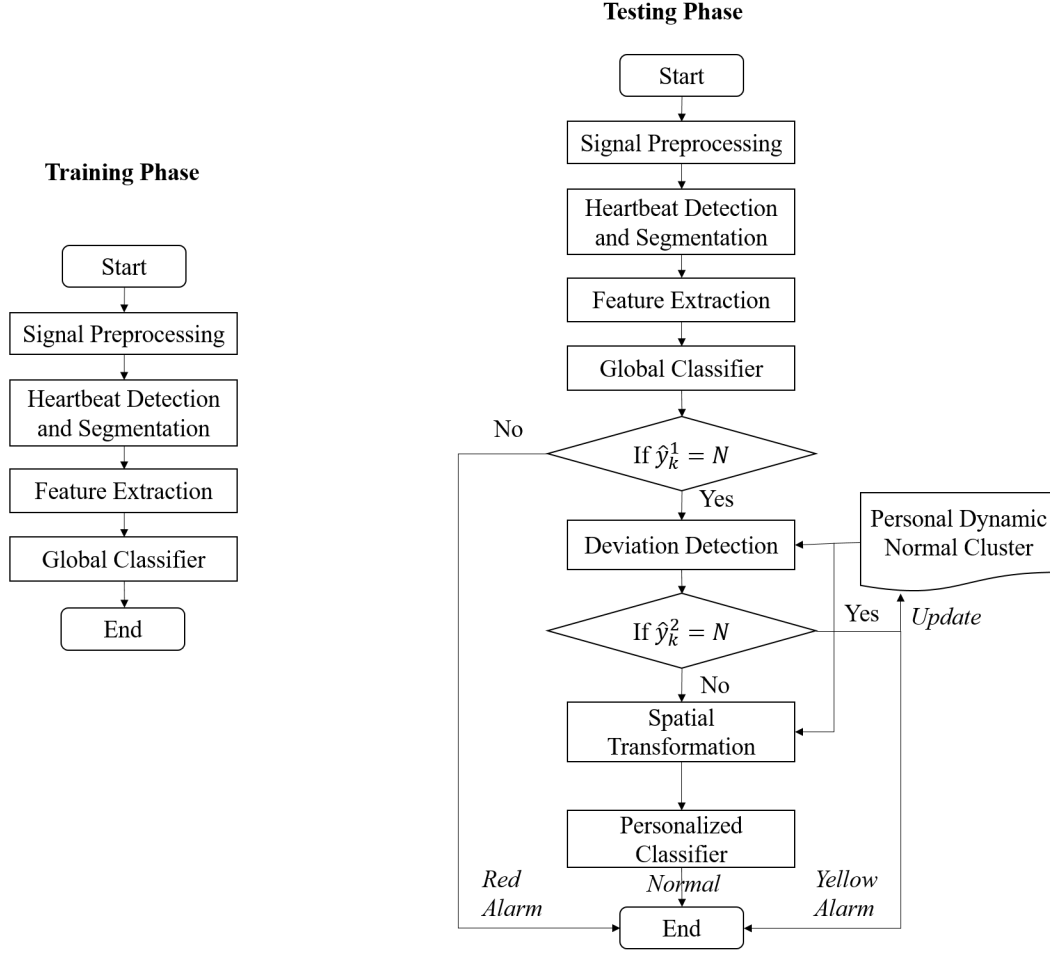 Training Phase
Start
Signal Preprocessing
Heartbeat Detection
and Segmentation
Feature Extraction
Global Classifier
End
Testing Phase
Start
Signal Preprocessing
Heartbeat Detection
and Segmentation
Feature Extraction
Global Classifier
No
If ŷₖ¹ = N
Yes
Deviation Detection
Personal Dynamic
Normal Cluster
If ŷₖ² = N
Yes
Update
No
Spatial
Transformation
Personalized
Classifier
Red
Alarm
Normal
Yellow
Alarm
End